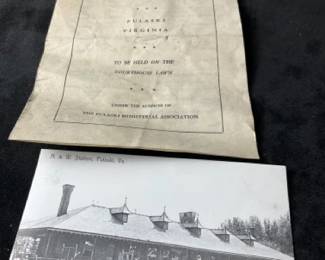 PULASKI
VIRGINIA
TO BE HELD ON THE
COURTHOUSE LAWN
UNDER THE AUSPICES OF
THE PULASKI MINISTERIAL ASSOCIATION
N. & W. Station, Pulaski, Va.